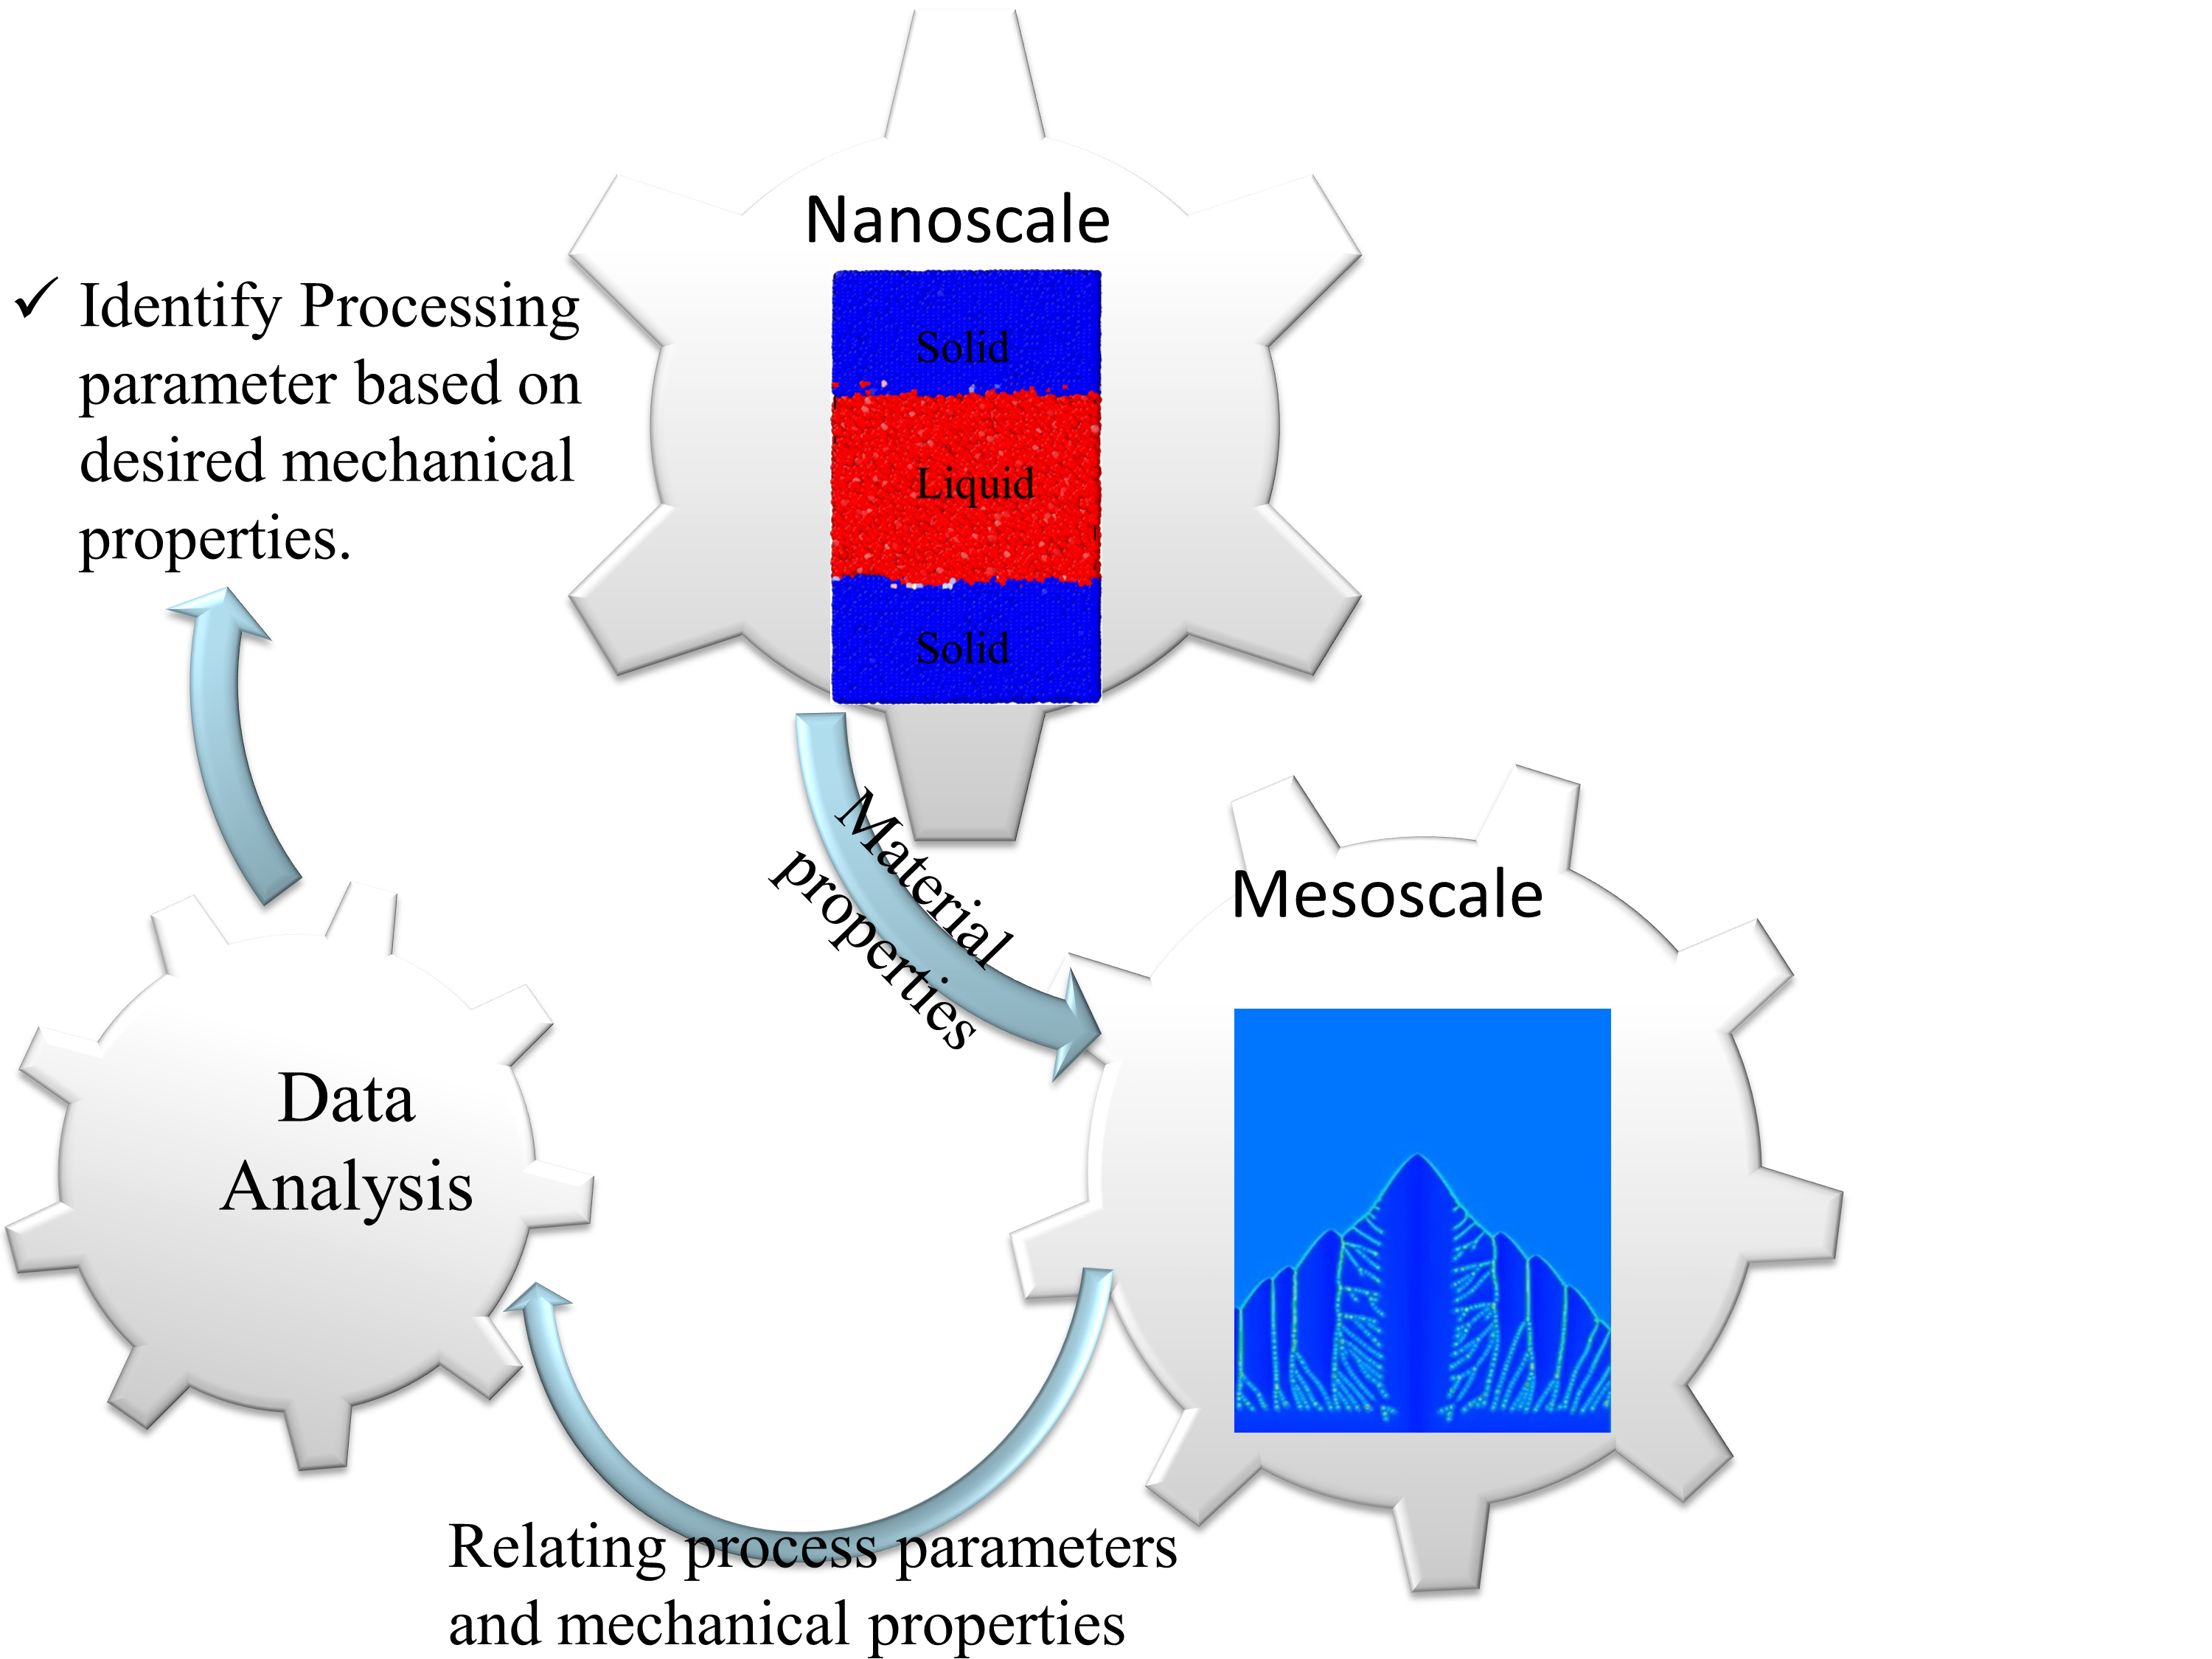 Nanoscale
Solid
Liquid
Solid
✓ Identify Processing
parameter based on
desired mechanical
properties.
Material
properties
Mesoscale
Data
Analysis
Relating process parameters
and mechanical properties